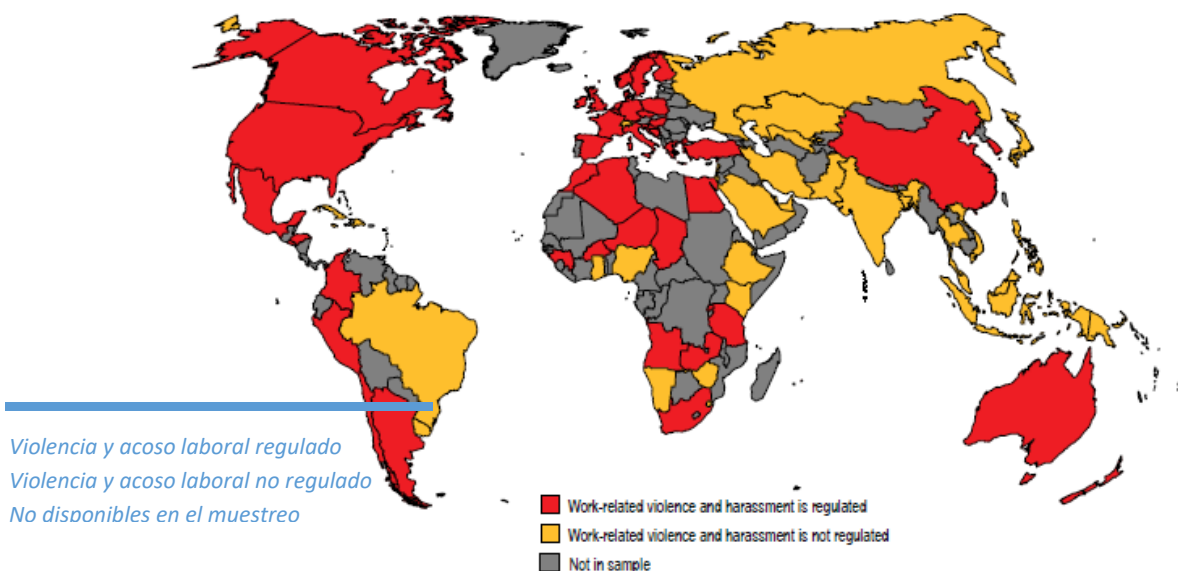 Violencia y acoso laboral regulado
Violencia y acoso laboral no regulado
No disponibles en el muestreo
Work-related violence and harassment is regulated
Work-related violence and harassment is not regulated
Not in sample